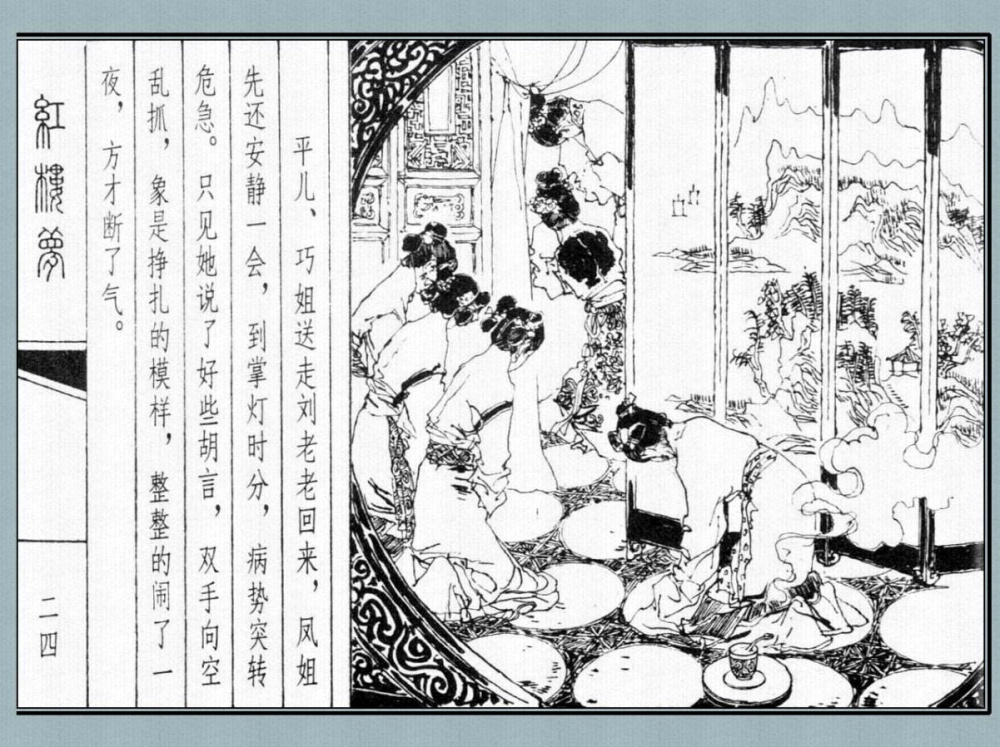 平儿、巧姐送走刘老老回来，凤姐
先还安静一会，到掌灯时分，病势突转
危急。只见她说了好些胡言，双手向空
乱抓，象是挣扎的模样，整整的闹了一
夜，方才断了气。
紅樓夢
二四